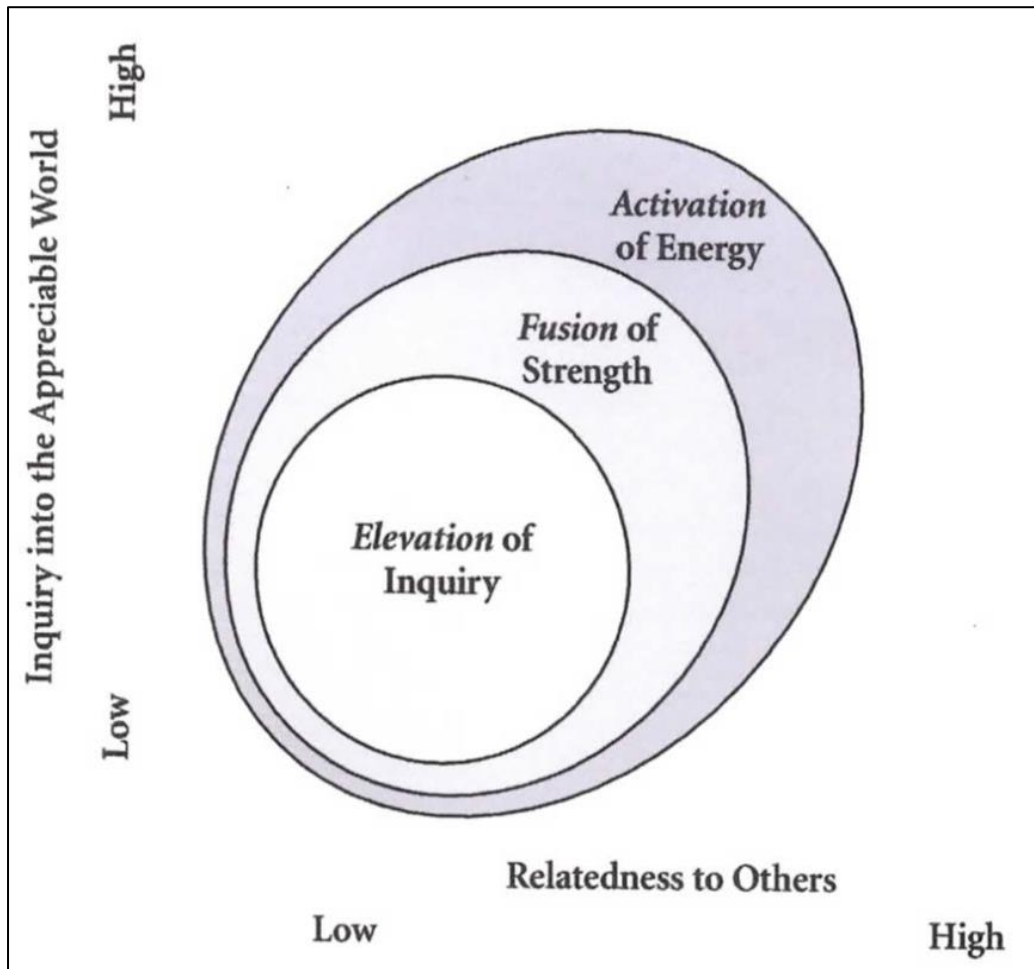 High
Inquiry into the Appreciable World
Low
Activation
of Energy
Fusion of
Strength
Elevation of
Inquiry
Relatedness to Others
Low
High